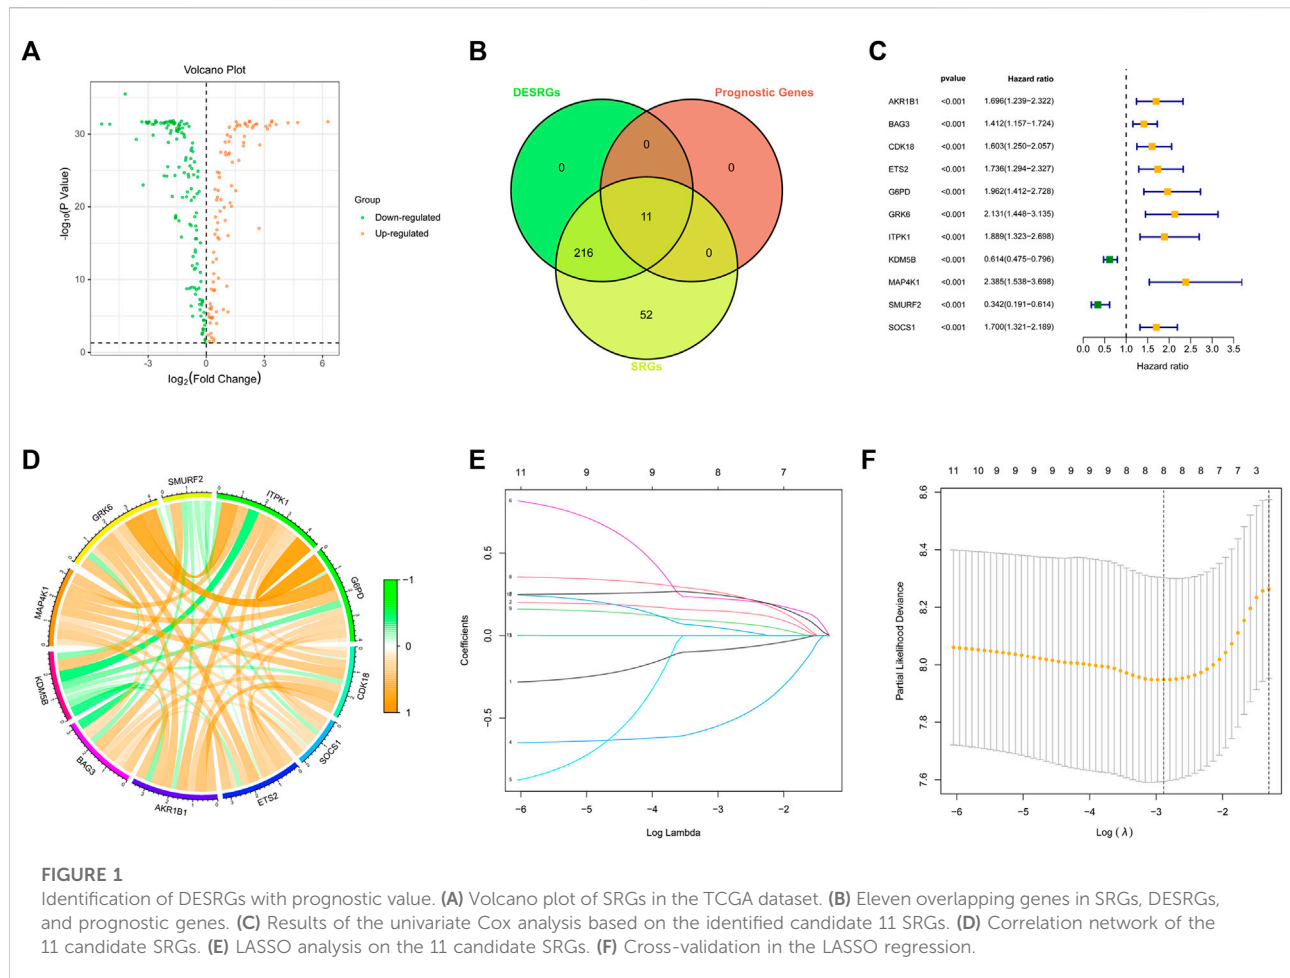 A
Volcano Plot
-log10(P Value)
30
20
10
0
-3
0
3
6
log2(Fold Change)
Group
Down-regulated
Up-regulated
B
DESRGs
Prognostic Genes
0
0
0
11
216
0
52
SRGs
C
pvalue Hazard ratio
AKR1B1 <0.001 1.696(1.239−2.322)
BAG3 <0.001 1.412(1.157−1.724)
CDK18 <0.001 1.603(1.250−2.057)
ETS2 <0.001 1.736(1.294−2.327)
G6PD <0.001 1.962(1.412−2.728)
GRK6 <0.001 2.131(1.448−3.135)
ITPK1 <0.001 1.889(1.323−2.698)
KDM5B <0.001 0.614(0.475−0.796)
MAP4K1 <0.001 2.385(1.538−3.698)
SMURF2 <0.001 0.342(0.191−0.614)
SOCS1 <0.001 1.700(1.321−2.189)
0.0 0.5 1.0 1.5 2.0 2.5 3.0 3.5
Hazard ratio
D
SMURF2
ITPK1
G6PD
CDK18
SOCS1
ETS2
AKR1B1
BAG3
KDM5B
MAP4K1
GRK6
−1
0
1
E
11 9 9 8 7
Coefficients
0.5
0.0
−0.5
−6 −5 −4 −3 −2
Log Lambda
F
11 10 9 9 9 9 9 9 9 8 8 8 8 8 7 7 3
Partial Likelihood Deviance
8.6
8.4
8.2
8.0
7.8
7.6
−6 −5 −4 −3 −2
Log (λ)
FIGURE 1
Identification of DESRGs with prognostic value. (A) Volcano plot of SRGs in the TCGA dataset. (B) Eleven overlapping genes in SRGs, DESRGs,
and prognostic genes. (C) Results of the univariate Cox analysis based on the identified candidate 11 SRGs. (D) Correlation network of the
11 candidate SRGs. (E) LASSO analysis on the 11 candidate SRGs. (F) Cross-validation in the LASSO regression.